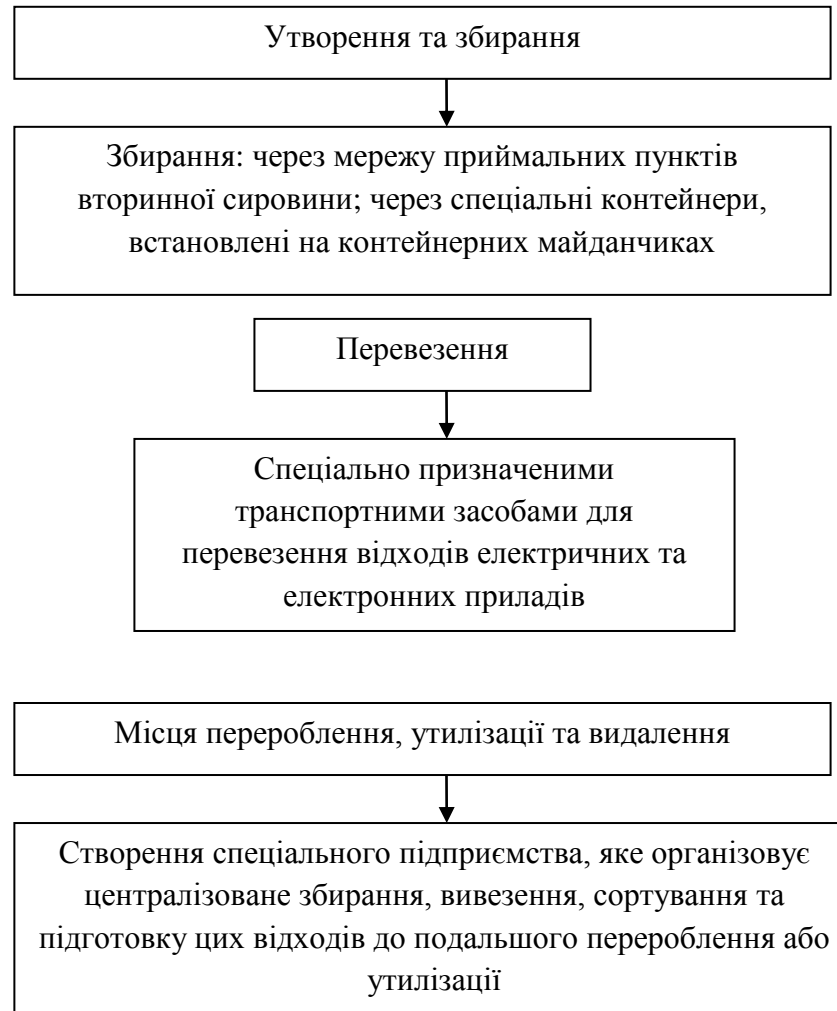 Утворення та збирання
Збирання: через мережу приймальних пунктів
вторинної сировини; через спеціальні контейнери,
встановлені на контейнерних майданчиках
Перевезення
Спеціально призначеними
транспортними засобами для
перевезення відходів електричних та
електронних приладів
Місця перероблення, утилізації та видалення
Створення спеціального підприємства, яке організовує
централізоване збирання, вивезення, сортування та
підготовку цих відходів до подальшого перероблення або
утилізації